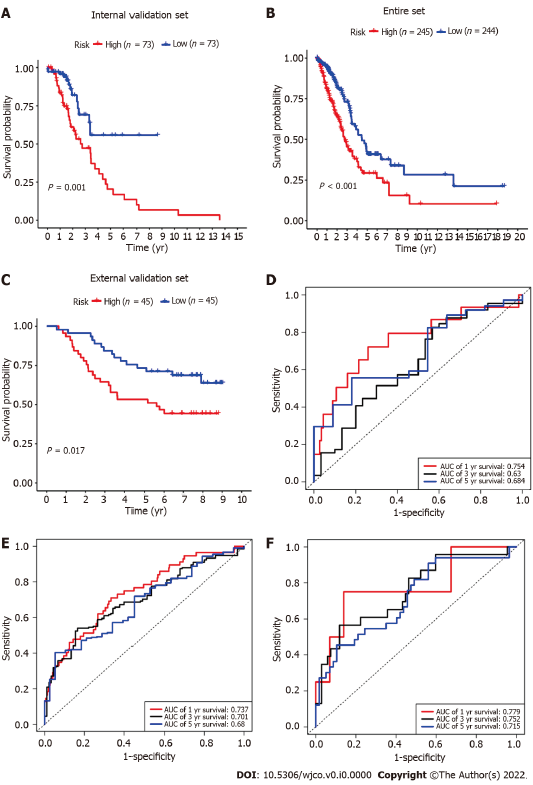 A
Internal validation set
Risk High (n = 73) Low (n = 73)
Survival probability
1.00
0.75
0.50
0.25
0.00
P = 0.001
0 1 2 3 4 5 6 7 8 9 10 11 12 13 14 15
Time (yr)
B
Entire set
Risk High (n = 245) Low (n = 244)
Survival probability
1.00
0.75
0.50
0.25
0.00
P < 0.001
0 1 2 3 4 5 6 7 8 9 10 11 12 13 14 15 16 17 18 19 20
Time (yr)
C
External validation set
Risk High (n = 45) Low (n = 45)
Survival probability
1.00
0.75
0.50
0.25
0.00
P = 0.017
0 1 2 3 4 5 6 7 8 9 10
Time (yr)
D
Sensitivity
1.0
0.8
0.6
0.4
0.2
0.0
AUC of 1 yr survival: 0.754
AUC of 3 yr survival: 0.63
AUC of 5 yr survival: 0.684
0.0 0.2 0.4 0.6 0.8 1.0
1-specificity
E
Sensitivity
1.0
0.8
0.6
0.4
0.2
0.0
AUC of 1 yr survival: 0.737
AUC of 3 yr survival: 0.701
AUC of 5 yr survival: 0.68
0.0 0.2 0.4 0.6 0.8 1.0
1-specificity
F
Sensitivity
1.0
0.8
0.6
0.4
0.2
0.0
AUC of 1 yr survival: 0.779
AUC of 3 yr survival: 0.752
AUC of 5 yr survival: 0.715
0.0 0.2 0.4 0.6 0.8 1.0
1-specificity
DOI: 10.5306/wjco.v0.i0.0000 Copyright ©The Author(s) 2022.